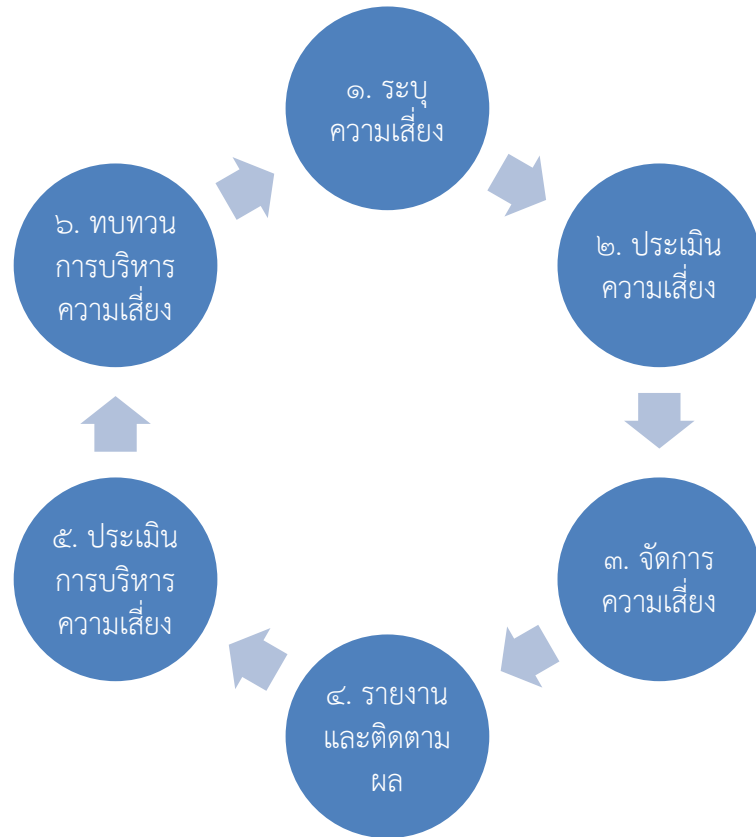 ๑. ระบุ
ความเสี่ยง
๒. ประเมิน
ความเสี่ยง
๓. จัดการ
ความเสี่ยง
๔. รายงาน
และติดตาม
ผล
๕. ประเมิน
การบริหาร
ความเสี่ยง
๖. ทบทวน
การบริหาร
ความเสี่ยง